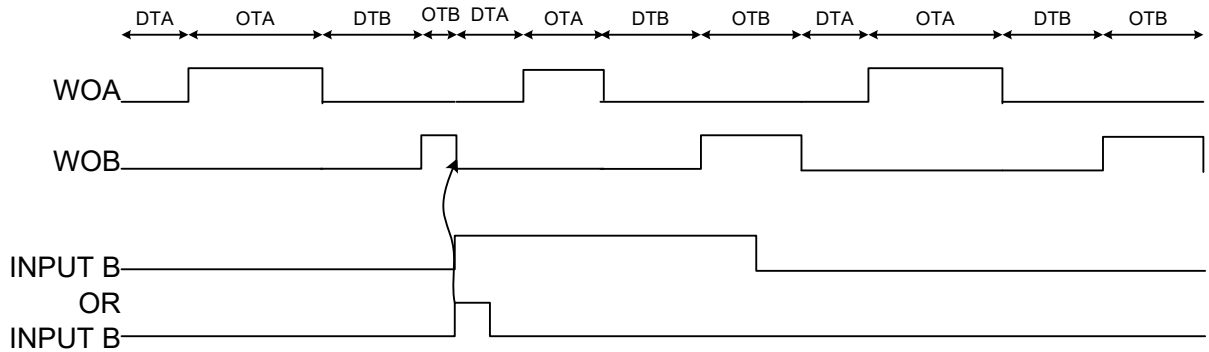 DTA OTA DTB OTB DTA OTA DTB OTB DTA OTA DTB OTB
WOA
WOB
INPUT B
OR
INPUT B